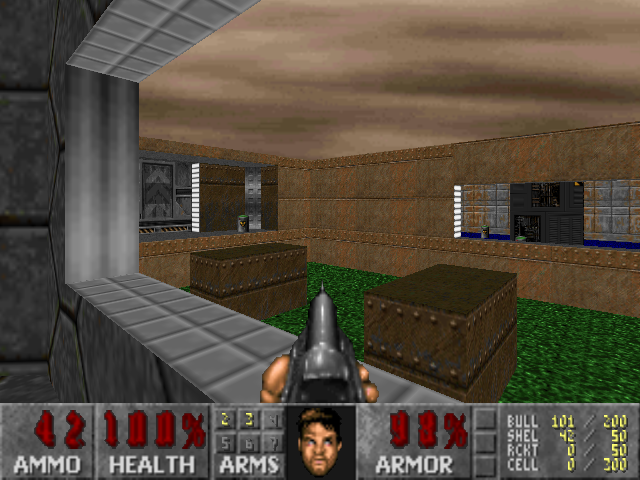 42 100% 2 3 4 98% BULL 101 / 200
5 6 7 SHEL 42 / 50
RCKT 0 / 50
AMMO HEALTH ARMS ARMOR CELL 0 / 300